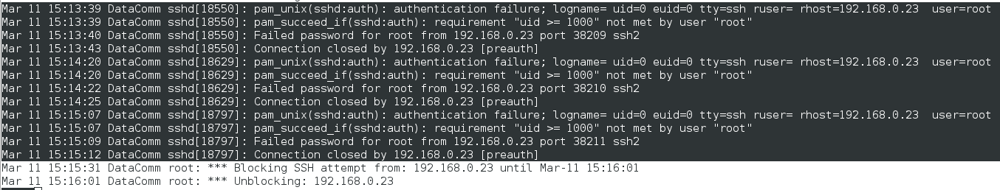 Mar 11 15:13:39 DataComm sshd[18550]: pam_unix(sshd:auth): authentication failure; logname= uid=0 euid=0 tty=ssh ruser= rhost=192.168.0.23  user=root
Mar 11 15:13:39 DataComm sshd[18550]: pam_succeed_if(sshd:auth): requirement "uid >= 1000" not met by user "root"
Mar 11 15:13:40 DataComm sshd[18550]: Failed password for root from 192.168.0.23 port 38209 ssh2
Mar 11 15:13:43 DataComm sshd[18550]: Connection closed by 192.168.0.23 [preauth]
Mar 11 15:14:20 DataComm sshd[18629]: pam_unix(sshd:auth): authentication failure; logname= uid=0 euid=0 tty=ssh ruser= rhost=192.168.0.23  user=root
Mar 11 15:14:20 DataComm sshd[18629]: pam_succeed_if(sshd:auth): requirement "uid >= 1000" not met by user "root"
Mar 11 15:14:22 DataComm sshd[18629]: Failed password for root from 192.168.0.23 port 38210 ssh2
Mar 11 15:14:25 DataComm sshd[18629]: Connection closed by 192.168.0.23 [preauth]
Mar 11 15:15:07 DataComm sshd[18797]: pam_unix(sshd:auth): authentication failure; logname= uid=0 euid=0 tty=ssh ruser= rhost=192.168.0.23  user=root
Mar 11 15:15:07 DataComm sshd[18797]: pam_succeed_if(sshd:auth): requirement "uid >= 1000" not met by user "root"
Mar 11 15:15:09 DataComm sshd[18797]: Failed password for root from 192.168.0.23 port 38211 ssh2
Mar 11 15:15:12 DataComm sshd[18797]: Connection closed by 192.168.0.23 [preauth]
Mar 11 15:15:31 DataComm root: *** Blocking SSH attempt from: 192.168.0.23 until Mar-11 15:16:01
Mar 11 15:16:01 DataComm root: *** Unblocking: 192.168.0.23